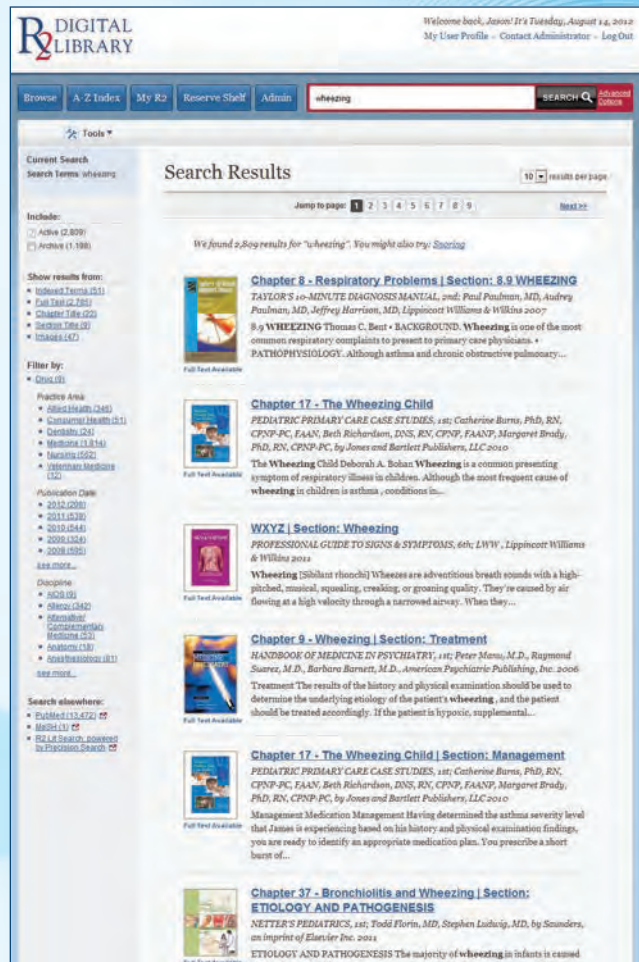 R2 DIGITAL
LIBRARY
Welcome back, Jason! It's Tuesday, August 14, 2012
My User Profile - Contact Administrator - Log Out
Browse
A-Z Index
My R2
Reserve Shelf
Admin
wheezing
SEARCH
Advanced
Options
Tools
Current Search
Search Terms: wheezing
Include:
Active (2,809)
Archive (1,198)
Show results from:
Indexed Terms (51)
Full Text (2,785)
Chapter Title (22)
Section Title (9)
Images (47)
Filter by:
Drug (9)
Practice Area
Allied Health (346)
Consumer Health (51)
Dentistry (24)
Medicine (1,814)
Nursing (562)
Veterinary Medicine
(12)
Publication Date
2012 (206)
2011 (538)
2010 (544)
2009 (324)
2008 (595)
see more...
Discipline
AIDS (9)
Allergy (342)
Alternative/
Complementary
Medicine (53)
Anatomy (18)
Anesthesiology (81)
see more...
Search elsewhere:
PubMed (13,472)
MeSH (1)
R2 Lit Search, powered
by Precision Search
Search Results
10 results per page
Jump to page: 1 2 3 4 5 6 7 8 9
Next >>
We found 2,809 results for "wheezing". You might also try: Snoring
Chapter 8 - Respiratory Problems | Section: 8.9 WHEEZING
TAYLOR'S 10-MINUTE DIAGNOSIS MANUAL, 2nd; Paul Paulman, MD, Audrey
Paulman, MD, Jeffrey Harrison, MD, Lippincott Williams & Wilkins 2007
8.9 WHEEZING Thomas C. Bent • BACKGROUND. Wheezing is one of the most
common respiratory complaints to present to primary care physicians. •
PATHOPHYSIOLOGY. Although asthma and chronic obstructive pulmonary...
Full Text Available
Chapter 17 - The Wheezing Child
PEDIATRIC PRIMARY CARE CASE STUDIES, 1st; Catherine Burns, PhD, RN,
CPNP-PC, FAAN, Beth Richardson, DNS, RN, CPNP, FAANP, Margaret Brady,
PhD, RN, CPNP-PC, by Jones and Bartlett Publishers, LLC 2010
The Wheezing Child Deborah A. Bohan Wheezing is a common presenting
symptom of respiratory illness in children. Although the most frequent cause of
wheezing in children is asthma , conditions in...
Full Text Available
WXYZ | Section: Wheezing
PROFESSIONAL GUIDE TO SIGNS & SYMPTOMS, 6th; LWW , Lippincott Williams
& Wilkins 2011
Wheezing [Sibilant rhonchi] Wheezes are adventitious breath sounds with a high-
pitched, musical, squealing, creaking, or groaning quality. They're caused by air
flowing at a high velocity through a narrowed airway. When they...
Full Text Available
Chapter 9 - Wheezing | Section: Treatment
HANDBOOK OF MEDICINE IN PSYCHIATRY, 1st; Peter Manu, M.D., Raymond
Suarez, M.D., Barbara Barnett, M.D., American Psychiatric Publishing, Inc. 2006
Treatment The results of the history and physical examination should be used to
determine the underlying etiology of the patient's wheezing , and the patient
should be treated accordingly. If the patient is hypoxic, supplemental...
Full Text Available
Chapter 17 - The Wheezing Child | Section: Management
PEDIATRIC PRIMARY CARE CASE STUDIES, 1st; Catherine Burns, PhD, RN,
CPNP-PC, FAAN, Beth Richardson, DNS, RN, CPNP, FAANP, Margaret Brady,
PhD, RN, CPNP-PC, by Jones and Bartlett Publishers, LLC 2010
Management Medication Management Having determined the asthma severity level
that James is experiencing based on his history and physical examination findings,
you are ready to identify an appropriate medication plan. You prescribe a short
burst of...
Full Text Available
Chapter 37 - Bronchiolitis and Wheezing | Section:
ETIOLOGY AND PATHOGENESIS
NETTER'S PEDIATRICS, 1st; Todd Florin, MD, Stephen Ludwig, MD, by Saunders,
an imprint of Elsevier Inc. 2011
ETIOLOGY AND PATHOGENESIS The majority of wheezing in infants is caused